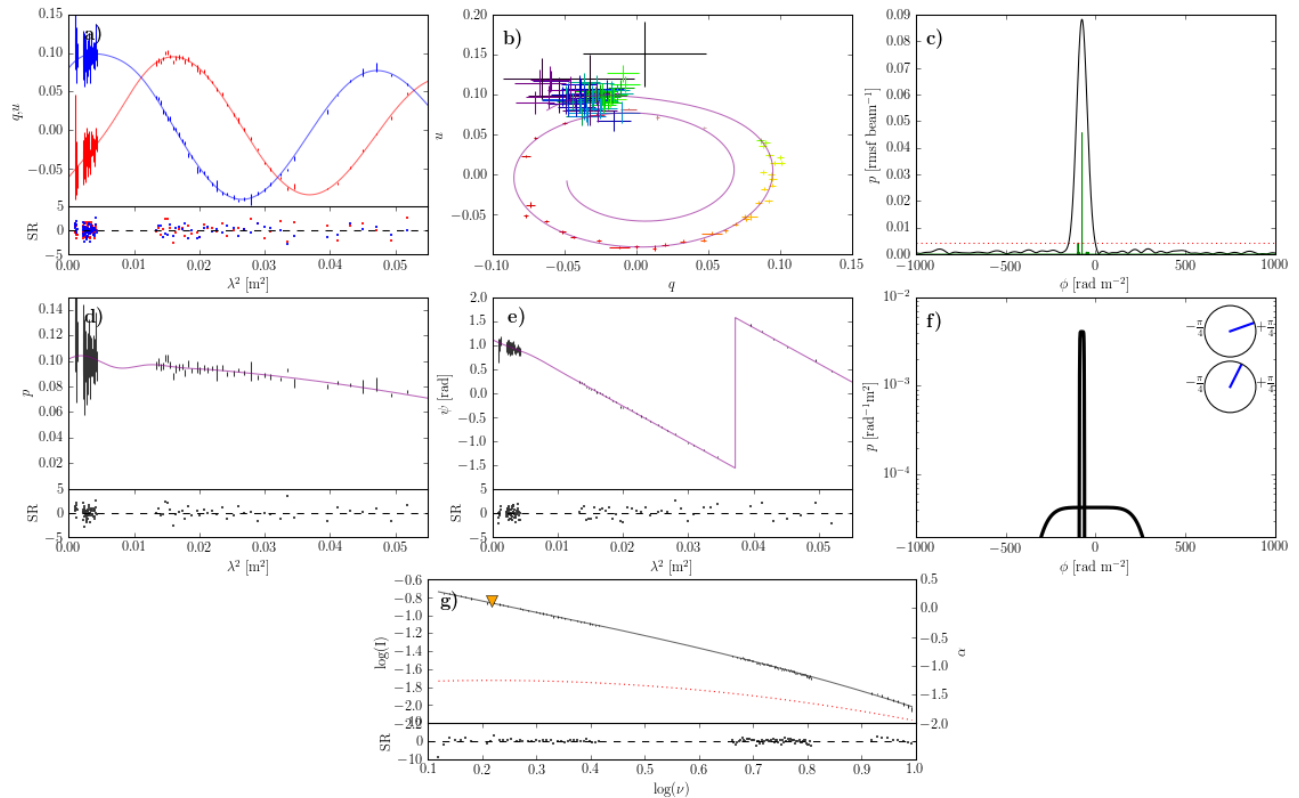 a)
q,u
0.15
0.10
0.05
0.00
−0.05
5
SR
0
−5
0.00 0.01 0.02 0.03 0.04 0.05
λ² [m²]
b)
u
0.20
0.15
0.10
0.05
0.00
−0.05
−0.10
−0.10 −0.05 0.00 0.05 0.10 0.15
q
c)
p [rmsf beam⁻¹]
0.09
0.08
0.07
0.06
0.05
0.04
0.03
0.02
0.01
0.00
−1000 −500 0 500 1000
ϕ [rad m⁻²]
d)
p
0.14
0.12
0.10
0.08
0.06
0.04
0.02
5
SR
0
−5
0.00 0.01 0.02 0.03 0.04 0.05
λ² [m²]
e)
ψ [rad]
2.0
1.5
1.0
0.5
0.0
−0.5
−1.0
−1.5
5
SR
0
−5
0.00 0.01 0.02 0.03 0.04 0.05
λ² [m²]
f)
−π/4 +π/4
−π/4 +π/4
p [rad⁻¹m²]
10⁻²
10⁻³
10⁻⁴
−1000 −500 0 500 1000
ϕ [rad m⁻²]
g)
log(I)
−0.6
−0.8
−1.0
−1.2
−1.4
−1.6
−1.8
−2.0
10
SR
0
−10
0.5
0.0
−0.5
−1.0
−1.5
−2.0
α
0.1 0.2 0.3 0.4 0.5 0.6 0.7 0.8 0.9 1.0
log(ν)